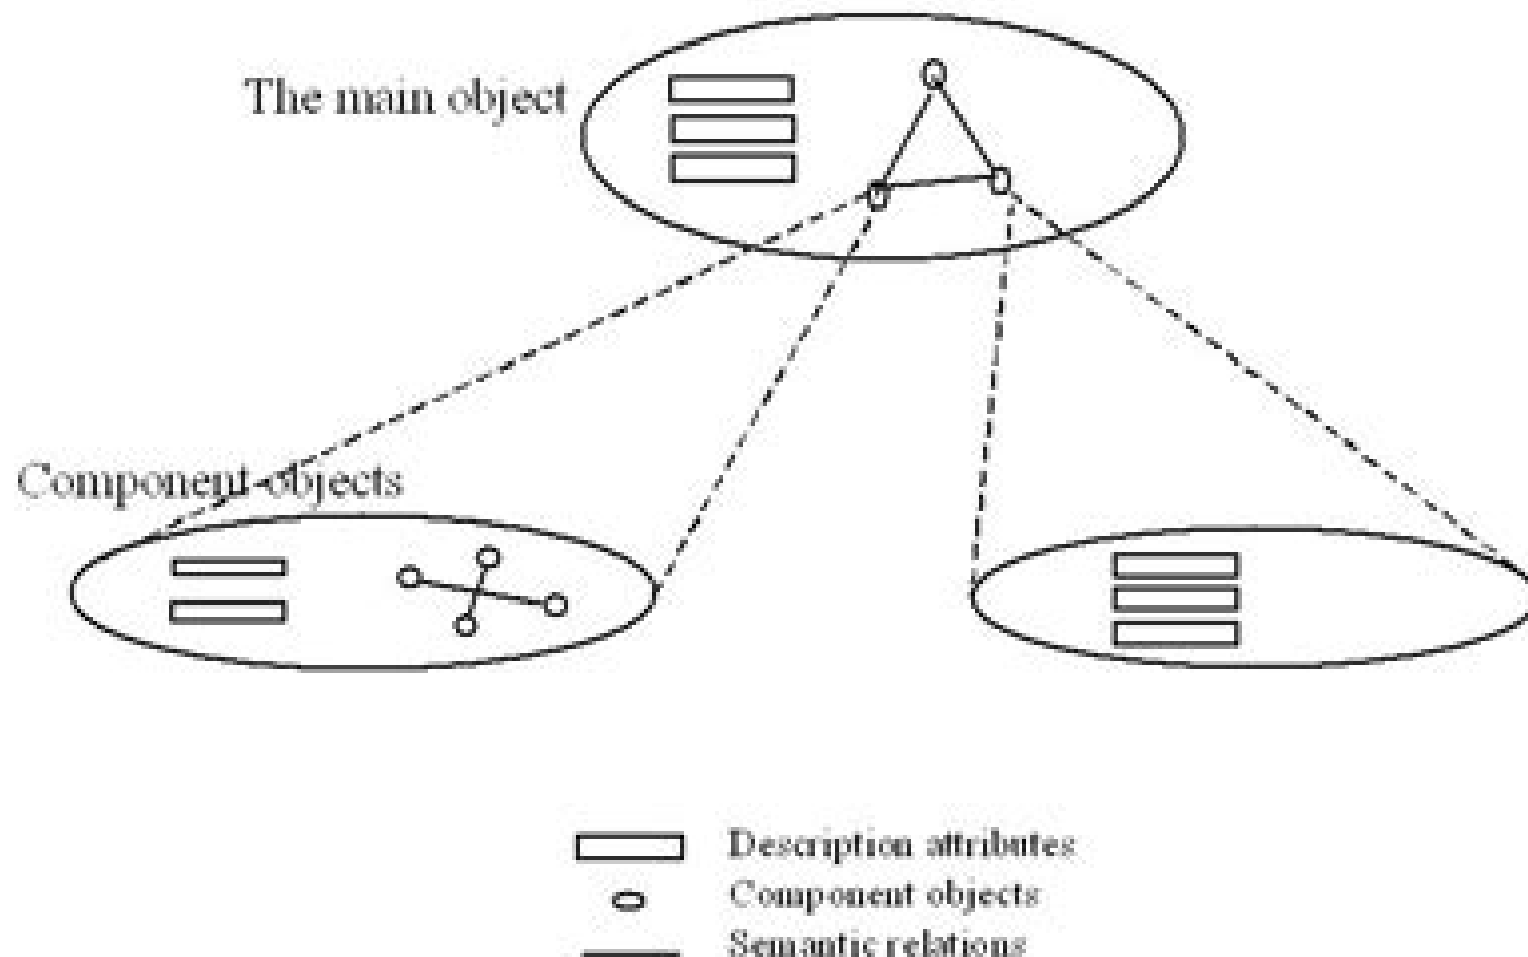 The main object
Component objects
Description attributes
Component objects
Semantic relations